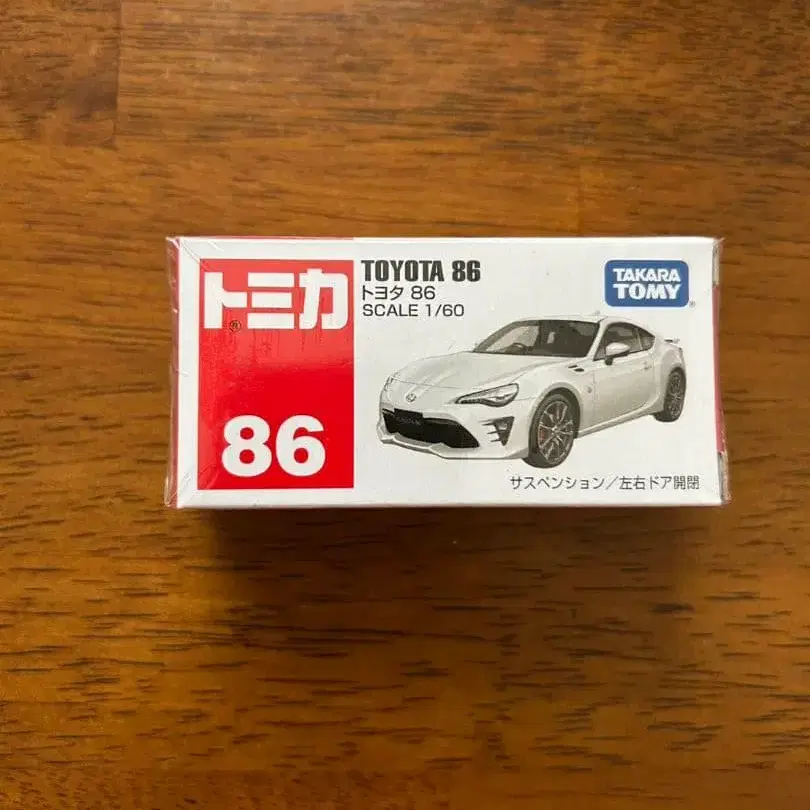 トミカ
®
86
TOYOTA 86
トヨタ 86
SCALE 1/60
TAKARA
TOMY
®
サスペンション/左右ドア開閉